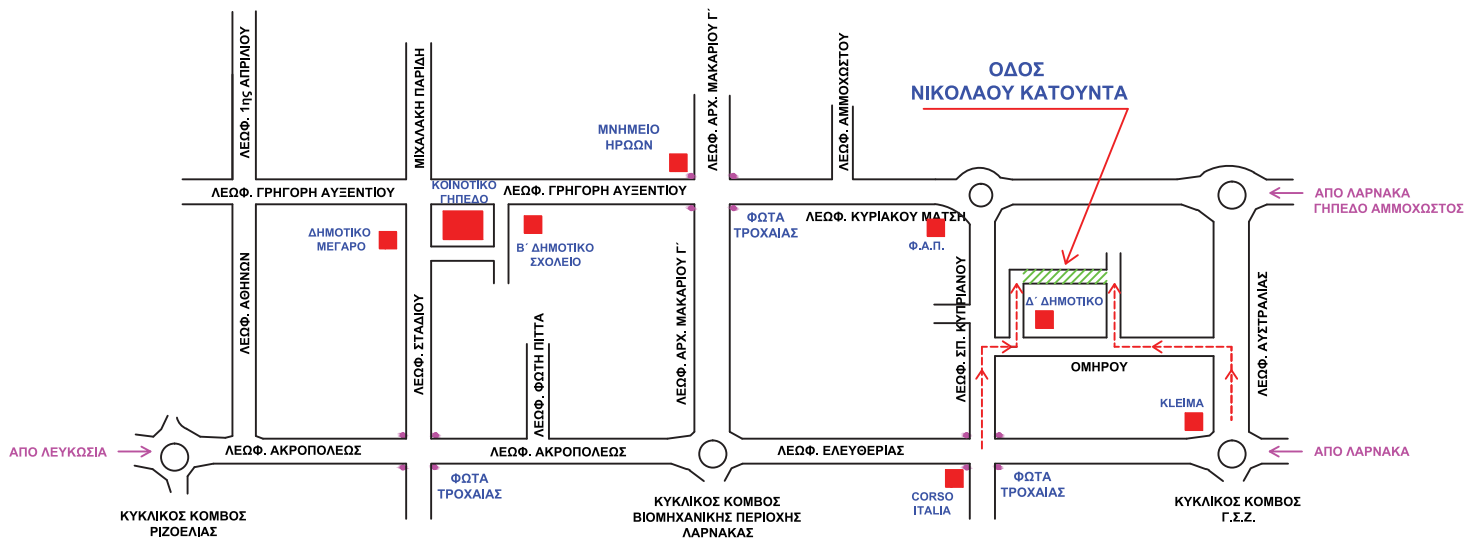 ΛΕΩΦ. 1ης ΑΠΡΙΛΙΟΥ
ΜΙΧΑΛΑΚΗ ΠΑΡΙΔΗ
ΛΕΩΦ. ΑΡΧ. ΜΑΚΑΡΙΟΥ Γ΄
ΛΕΩΦ. ΑΜΜΟΧΩΣΤΟΥ
ΟΔΟΣ
ΝΙΚΟΛΑΟΥ ΚΑΤΟΥΝΤΑ
ΜΝΗΜΕΙΟ
ΗΡΩΩΝ
ΛΕΩΦ. ΓΡΗΓΟΡΗ ΑΥΞΕΝΤΙΟΥ
ΚΟΙΝΟΤΙΚΟ
ΓΗΠΕΔΟ
ΛΕΩΦ. ΓΡΗΓΟΡΗ ΑΥΞΕΝΤΙΟΥ
ΑΠΟ ΛΑΡΝΑΚΑ
ΓΗΠΕΔΟ ΑΜΜΟΧΩΣΤΟΣ
ΛΕΩΦ. ΚΥΡΙΑΚΟΥ ΜΑΤΣΗ
ΦΩΤΑ
ΤΡΟΧΑΙΑΣ
ΔΗΜΟΤΙΚΟ
ΜΕΓΑΡΟ
Β΄ ΔΗΜΟΤΙΚΟ
ΣΧΟΛΕΙΟ
Φ.Α.Π.
ΛΕΩΦ. ΑΘΗΝΩΝ
ΛΕΩΦ. ΣΤΑΔΙΟΥ
ΛΕΩΦ. ΦΩΤΗ ΠΙΤΤΑ
ΛΕΩΦ. ΑΡΧ. ΜΑΚΑΡΙΟΥ Γ΄
ΛΕΩΦ. ΣΠ. ΚΥΠΡΙΑΝΟΥ
Δ΄ ΔΗΜΟΤΙΚΟ
ΛΕΩΦ. ΑΥΣΤΡΑΛΙΑΣ
ΟΜΗΡΟΥ
KLEIMA
ΑΠΟ ΛΕΥΚΩΣΙΑ
ΛΕΩΦ. ΑΚΡΟΠΟΛΕΩΣ
ΛΕΩΦ. ΑΚΡΟΠΟΛΕΩΣ
ΛΕΩΦ. ΕΛΕΥΘΕΡΙΑΣ
ΑΠΟ ΛΑΡΝΑΚΑ
ΦΩΤΑ
ΤΡΟΧΑΙΑΣ
CORSO
ITALIA
ΦΩΤΑ
ΤΡΟΧΑΙΑΣ
ΚΥΚΛΙΚΟΣ ΚΟΜΒΟΣ
ΡΙΖΟΕΛΙΑΣ
ΚΥΚΛΙΚΟΣ ΚΟΜΒΟΣ
ΒΙΟΜΗΧΑΝΙΚΗΣ ΠΕΡΙΟΧΗΣ
ΛΑΡΝΑΚΑΣ
ΚΥΚΛΙΚΟΣ ΚΟΜΒΟΣ
Γ.Σ.Ζ.